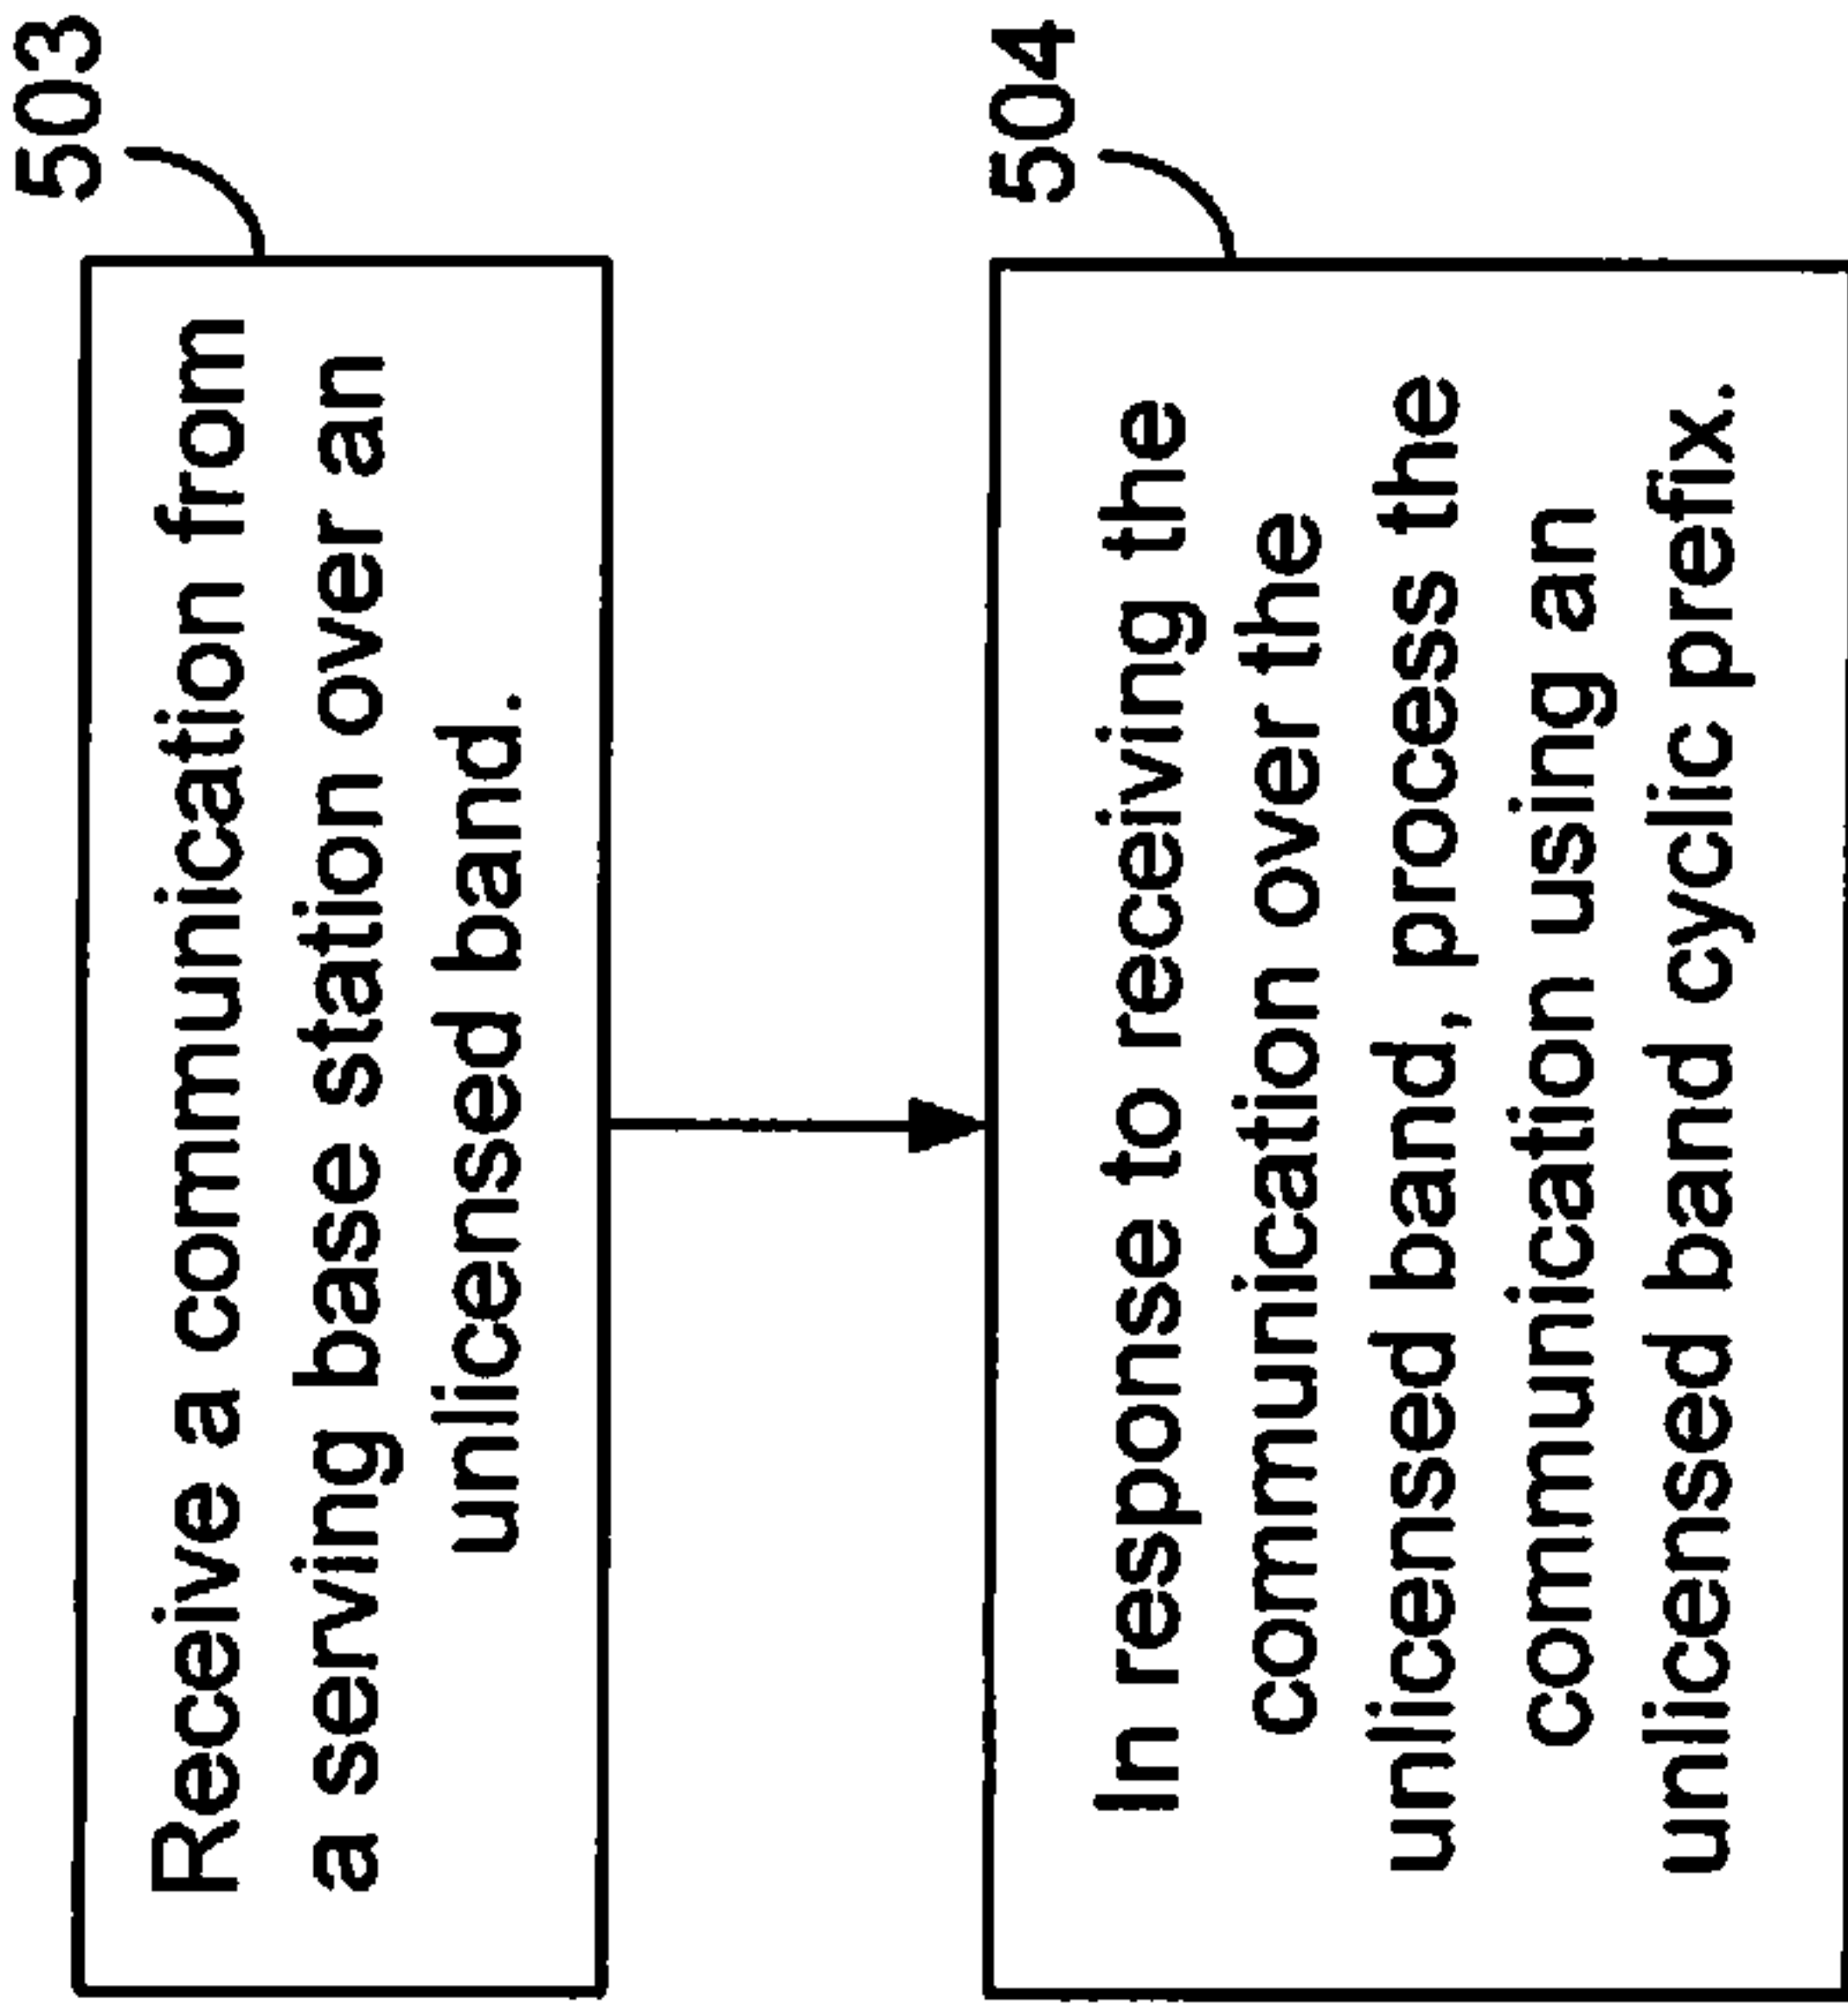 503
Receive a communication from
a serving base station over an
unlicensed band.
504
In response to receiving the
communication over the
unlicensed band, process the
communication using an
unlicensed band cyclic prefix.